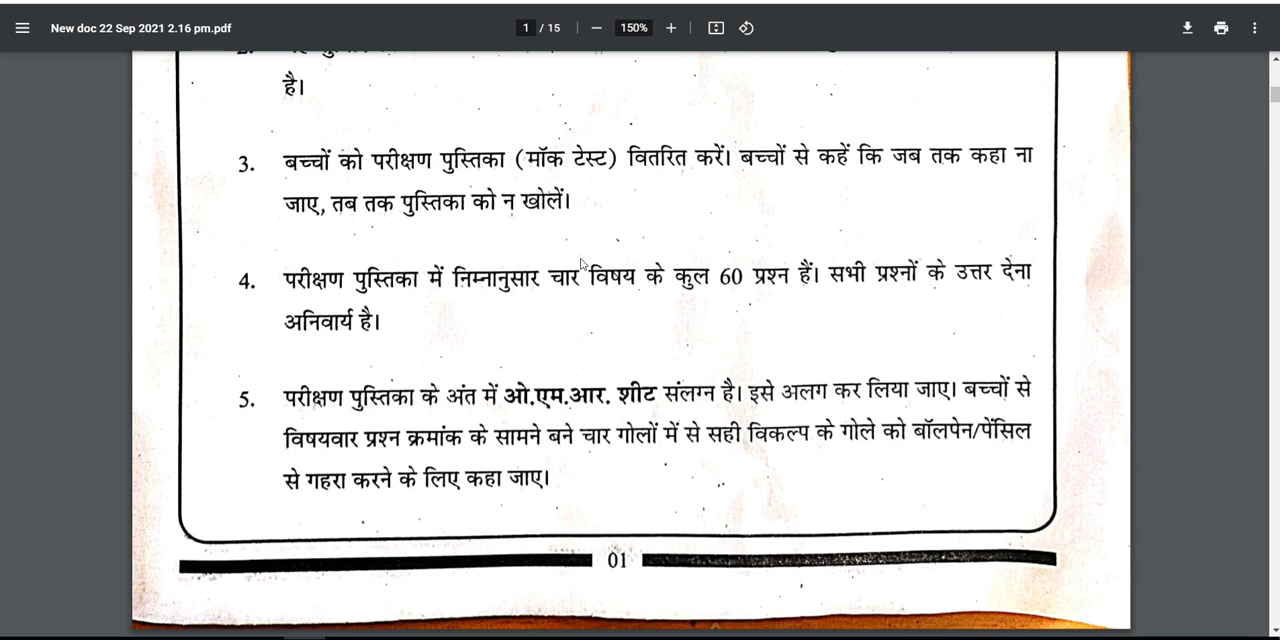 New doc 22 Sep 2021 2.16 pm.pdf
1 / 15
150%
है।
3. बच्चों को परीक्षण पुस्तिका (मॉक टेस्ट) वितरित करें। बच्चों से कहें कि जब तक कहा ना
जाए, तब तक पुस्तिका को न खोलें।
4. परीक्षण पुस्तिका में निम्नानुसार चार विषय के कुल 60 प्रश्न हैं। सभी प्रश्नों के उत्तर देना
अनिवार्य है।
5. परीक्षण पुस्तिका के अंत में ओ.एम.आर. शीट संलग्न है। इसे अलग कर लिया जाए। बच्चों से
विषयवार प्रश्न क्रमांक के सामने बने चार गोलों में से सही विकल्प के गोले को बॉलपेन/पेंसिल
से गहरा करने के लिए कहा जाए।
01